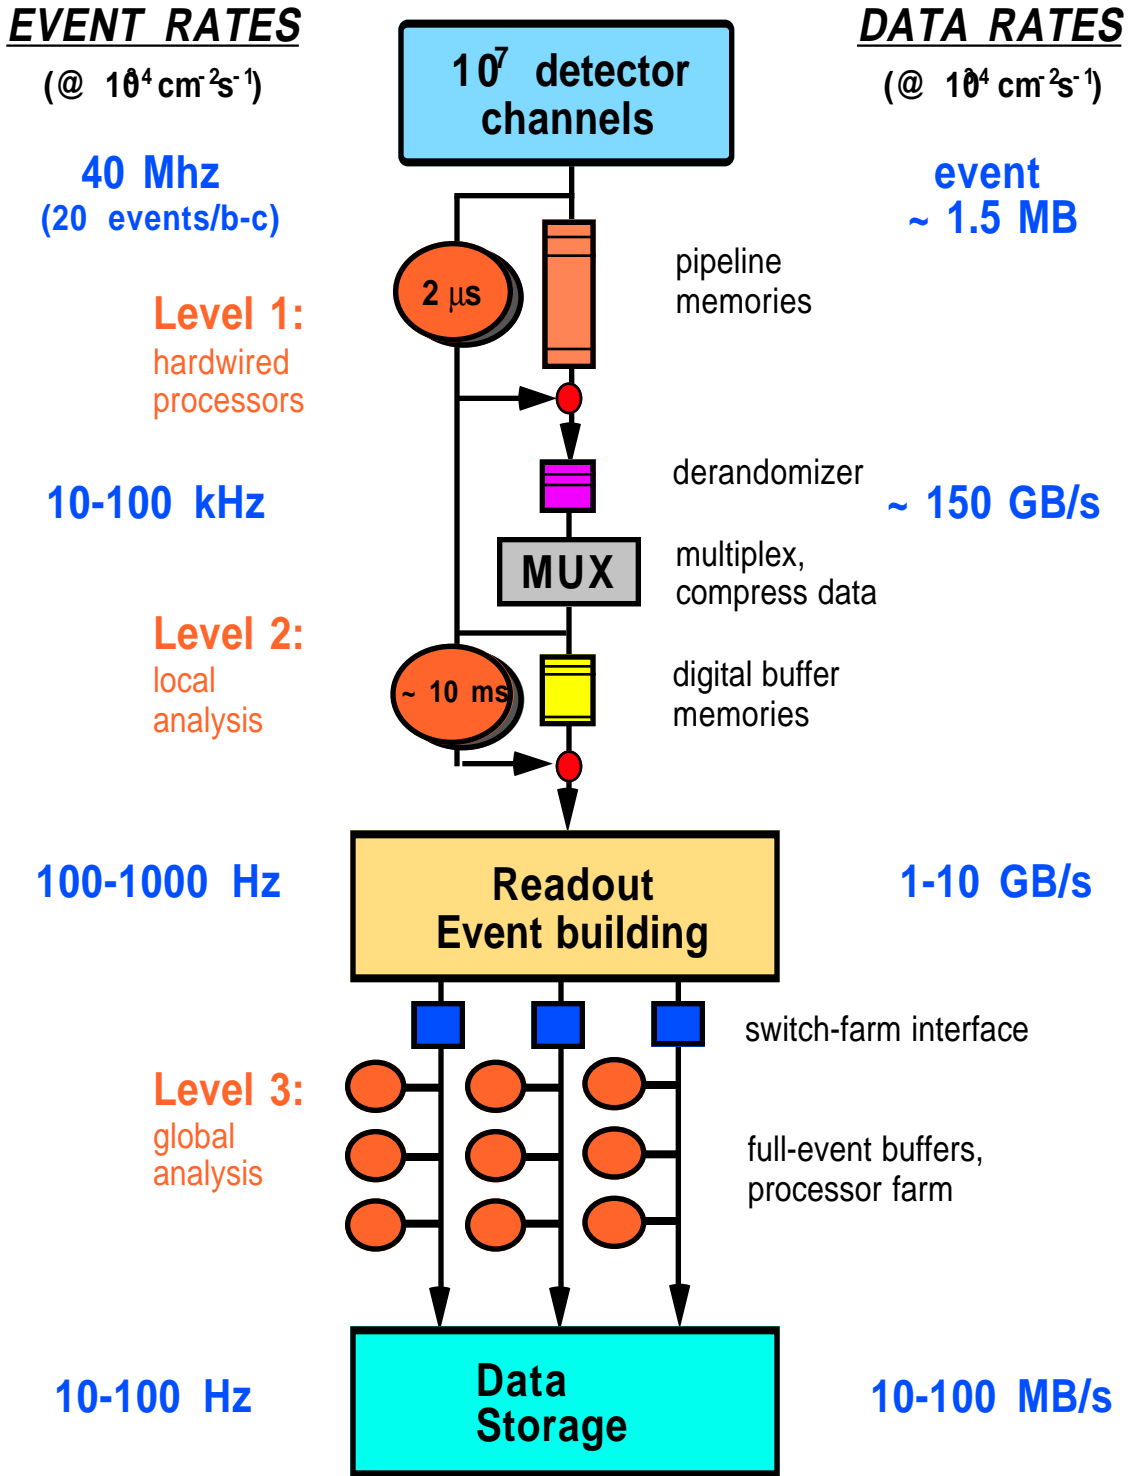 EVENT RATES
(@ 10³⁴ cm⁻²s⁻¹)
40 Mhz
(20 events/b-c)
10⁷ detector
channels
DATA RATES
(@ 10³⁴ cm⁻²s⁻¹)
event
~ 1.5 MB
2 μs
pipeline
memories
Level 1:
hardwired
processors
10-100 kHz
derandomizer
~ 150 GB/s
MUX
multiplex,
compress data
Level 2:
local
analysis
~ 10 ms
digital buffer
memories
100-1000 Hz
Readout
Event building
1-10 GB/s
switch-farm interface
Level 3:
global
analysis
full-event buffers,
processor farm
10-100 Hz
Data
Storage
10-100 MB/s